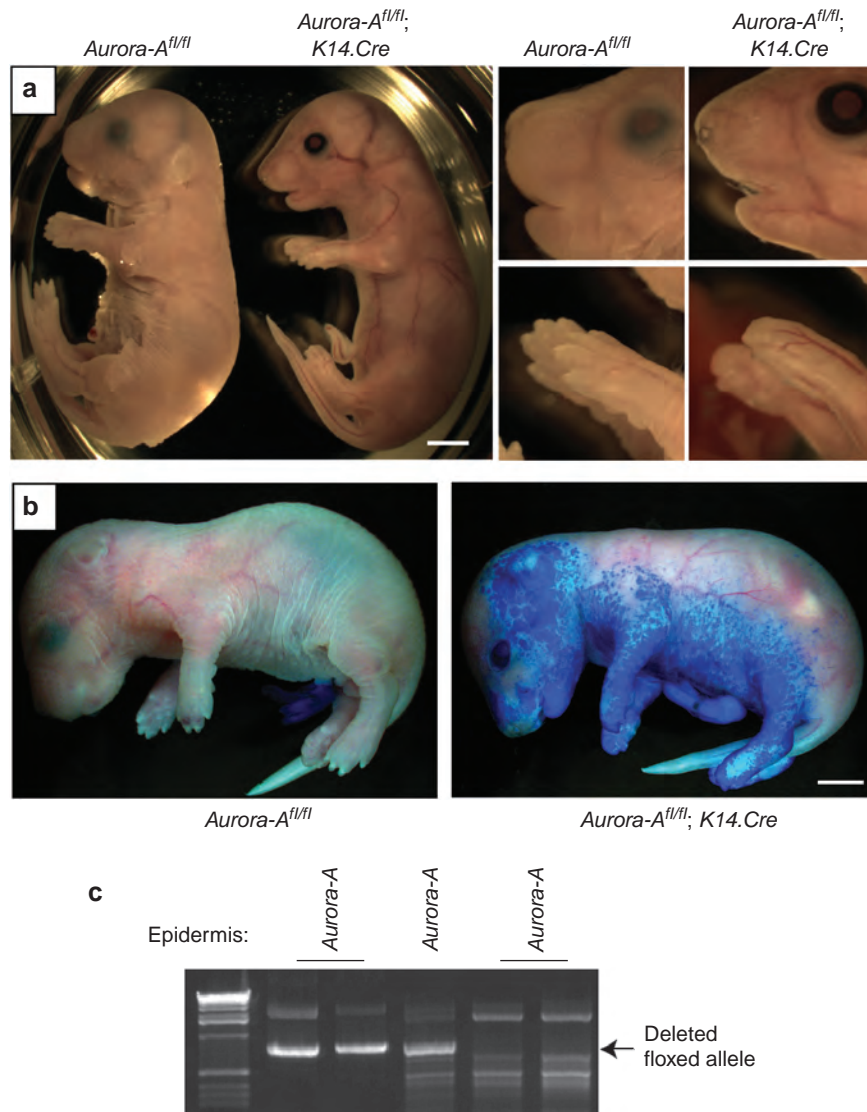 Aurora-A^fl/fl
Aurora-A^fl/fl;
K14.Cre
Aurora-A^fl/fl
Aurora-A^fl/fl;
K14.Cre
a
b
Aurora-A^fl/fl
Aurora-A^fl/fl; K14.Cre
c
Epidermis:
Aurora-A
Aurora-A
Aurora-A
Deleted
floxed allele